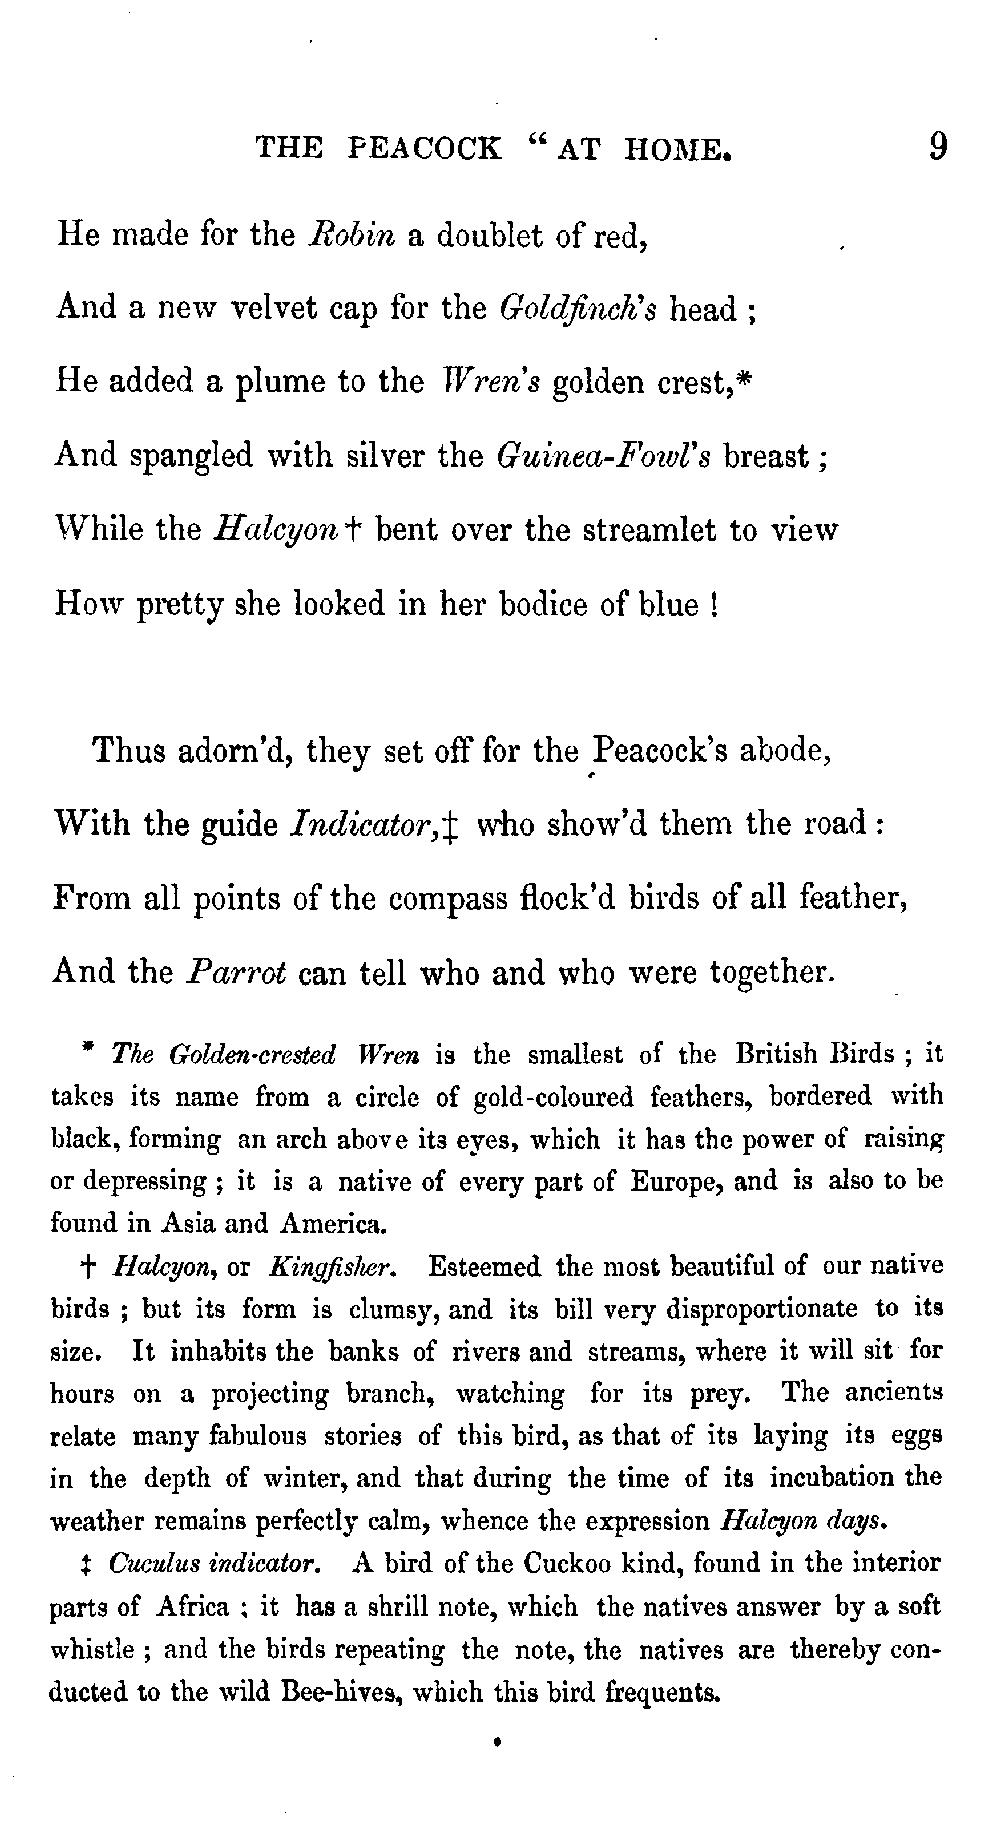 THE PEACOCK “ AT HOME. 9
He made for the Robin a doublet of red,
And a new velvet cap for the Goldfinch's head ;
He added a plume to the Wren's golden crest,*
And spangled with silver the Guinea-Fowl's breast ;
While the Halcyon † bent over the streamlet to view
How pretty she looked in her bodice of blue !
Thus adorn'd, they set off for the Peacock's abode,
With the guide Indicator,‡ who show'd them the road :
From all points of the compass flock'd birds of all feather,
And the Parrot can tell who and who were together.
* The Golden-crested Wren is the smallest of the British Birds ; it
takes its name from a circle of gold-coloured feathers, bordered with
black, forming an arch above its eyes, which it has the power of raising
or depressing ; it is a native of every part of Europe, and is also to be
found in Asia and America.
† Halcyon, or Kingfisher. Esteemed the most beautiful of our native
birds ; but its form is clumsy, and its bill very disproportionate to its
size. It inhabits the banks of rivers and streams, where it will sit for
hours on a projecting branch, watching for its prey. The ancients
relate many fabulous stories of this bird, as that of its laying its eggs
in the depth of winter, and that during the time of its incubation the
weather remains perfectly calm, whence the expression Halcyon days.
‡ Cuculus indicator. A bird of the Cuckoo kind, found in the interior
parts of Africa ; it has a shrill note, which the natives answer by a soft
whistle ; and the birds repeating the note, the natives are thereby con-
ducted to the wild Bee-hives, which this bird frequents.